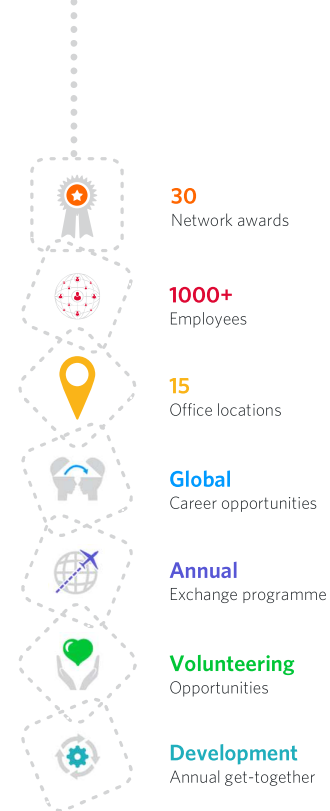 30
Network awards
1000+
Employees
15
Office locations
Global
Career opportunities
Annual
Exchange programme
Volunteering
Opportunities
Development
Annual get-together